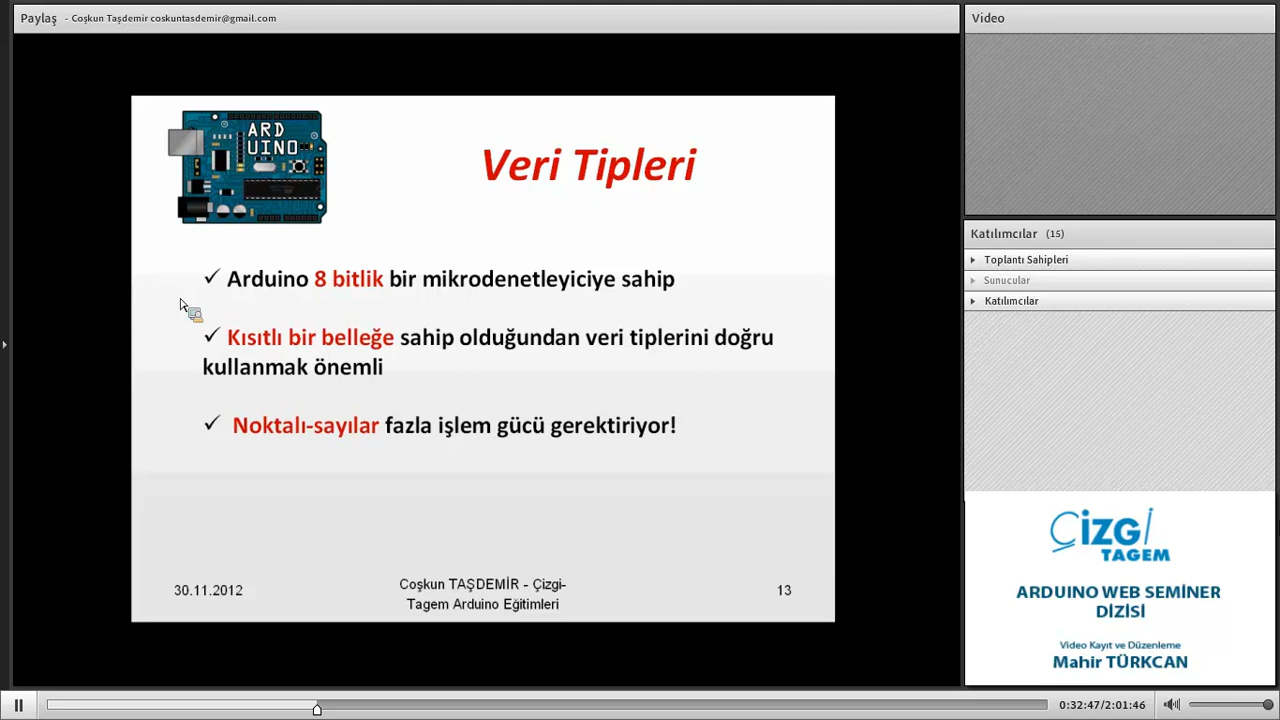 Paylaş - Coşkun Taşdemir coskuntasdemir@gmail.com
Video
ARD
UINO
Veri Tipleri
✓ Arduino 8 bitlik bir mikrodenetleyiciye sahip
✓ Kısıtlı bir belleğe sahip olduğundan veri tiplerini doğru
kullanmak önemli
✓ Noktalı-sayılar fazla işlem gücü gerektiriyor!
30.11.2012
Coşkun TAŞDEMİR - Çizgi-
Tagem Arduino Eğitimleri
13
Katılımcılar (15)
Toplantı Sahipleri
Sunucular
Katılımcılar
ÇİZGİ
TAGEM
ARDUINO WEB SEMINER
DİZİSİ
Video Kayıt ve Düzenleme
Mahir TÜRKCAN
0:32:47/2:01:46